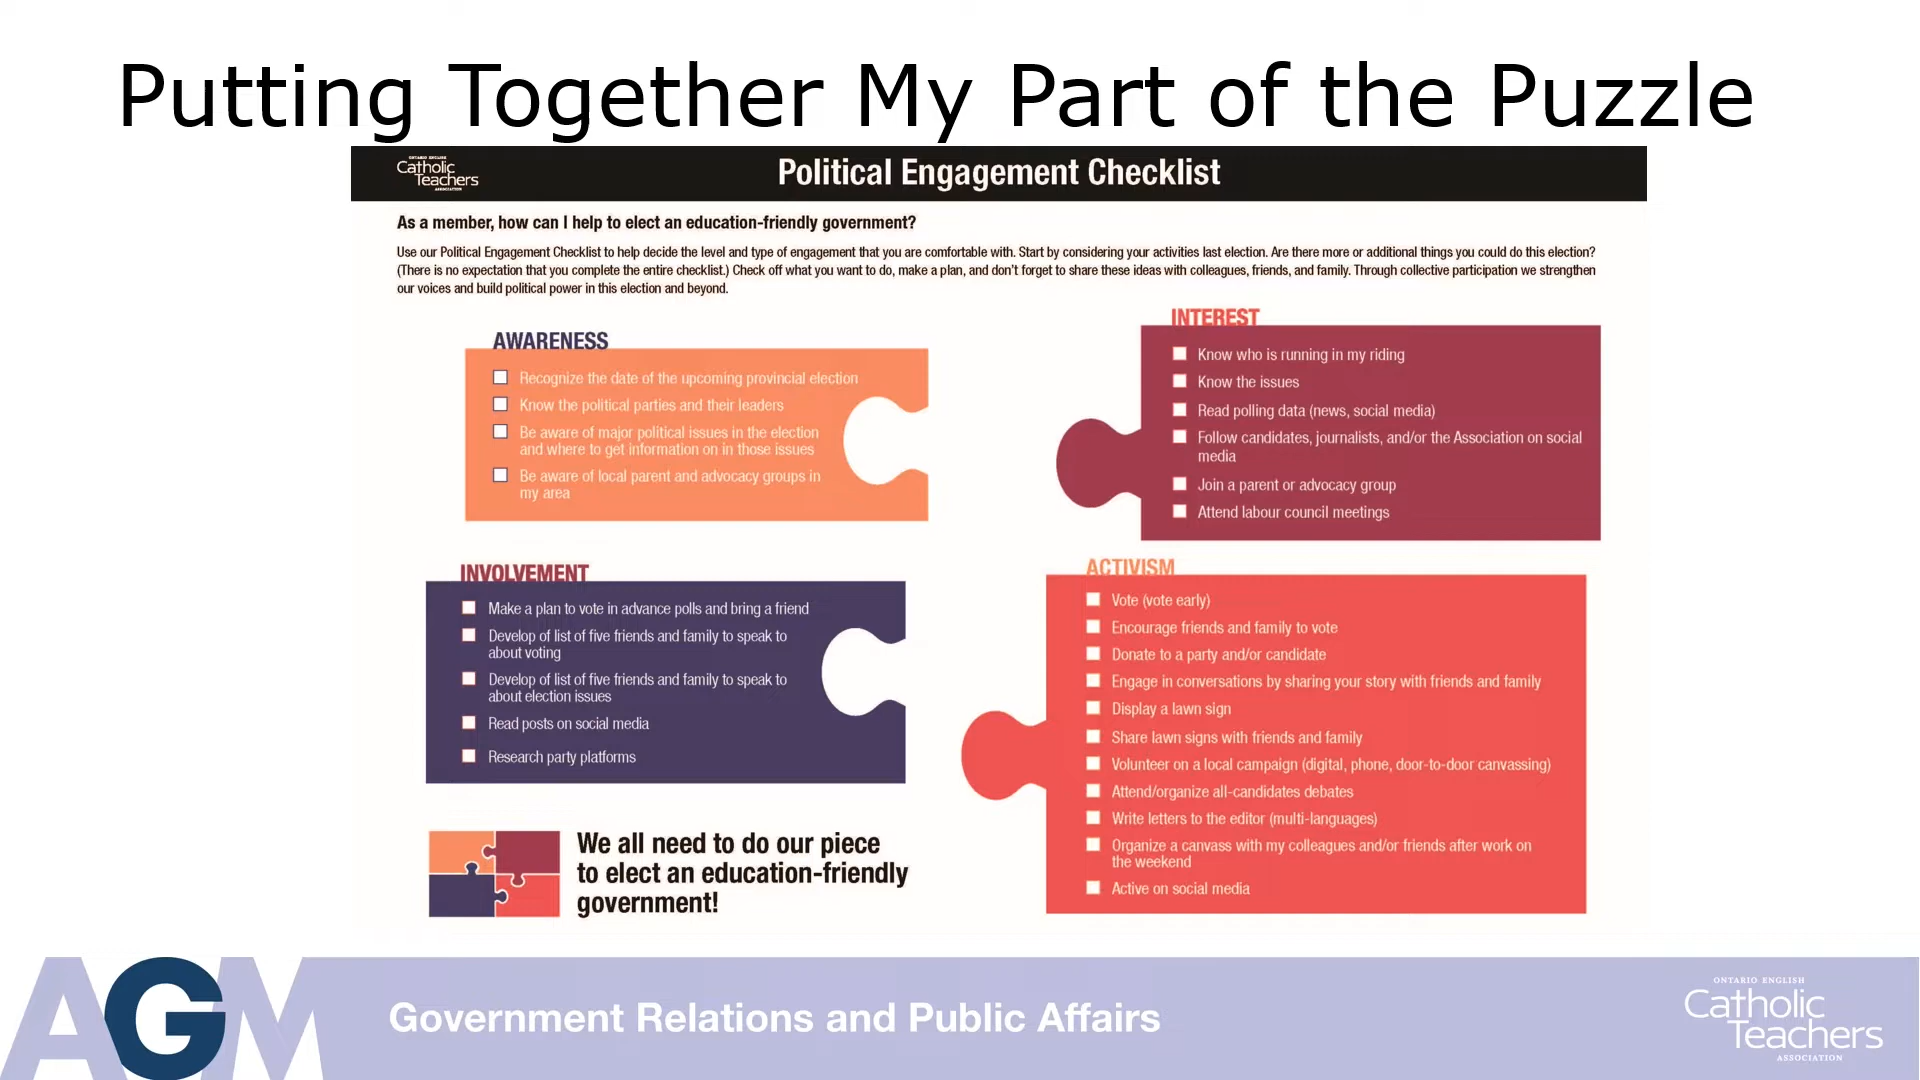 Putting Together My Part of the Puzzle
ONTARIO ENGLISH
Catholic
Teachers
ASSOCIATION
Political Engagement Checklist
As a member, how can I help to elect an education-friendly government?
Use our Political Engagement Checklist to help decide the level and type of engagement that you are comfortable with. Start by considering your activities last election. Are there more or additional things you could do this election?
(There is no expectation that you complete the entire checklist.) Check off what you want to do, make a plan, and don't forget to share these ideas with colleagues, friends, and family. Through collective participation we strengthen
our voices and build political power in this election and beyond.
AWARENESS
Recognize the date of the upcoming provincial election
Know the political parties and their leaders
Be aware of major political issues in the election
and where to get information on in those issues
Be aware of local parent and advocacy groups in
my area
INTEREST
Know who is running in my riding
Know the issues
Read polling data (news, social media)
Follow candidates, journalists, and/or the Association on social
media
Join a parent or advocacy group
Attend labour council meetings
INVOLVEMENT
Make a plan to vote in advance polls and bring a friend
Develop of list of five friends and family to speak to
about voting
Develop of list of five friends and family to speak to
about election issues
Read posts on social media
Research party platforms
ACTIVISM
Vote (vote early)
Encourage friends and family to vote
Donate to a party and/or candidate
Engage in conversations by sharing your story with friends and family
Display a lawn sign
Share lawn signs with friends and family
Volunteer on a local campaign (digital, phone, door-to-door canvassing)
Attend/organize all-candidates debates
Write letters to the editor (multi-languages)
Organize a canvass with my colleagues and/or friends after work on
the weekend
Active on social media
We all need to do our piece
to elect an education-friendly
government!
AGM
Government Relations and Public Affairs
ONTARIO ENGLISH
Catholic
Teachers
ASSOCIATION